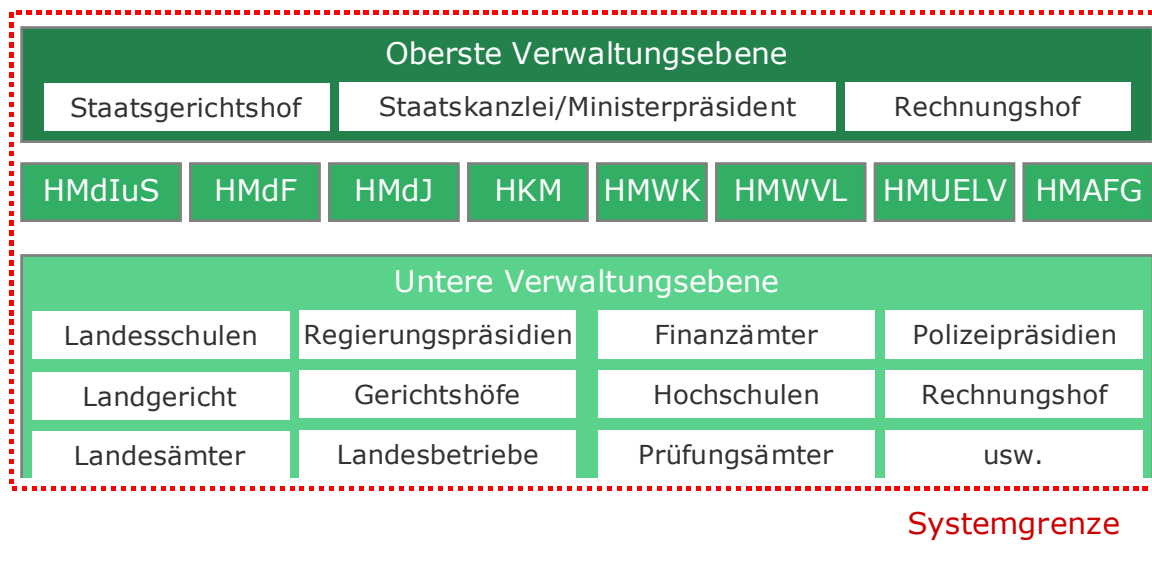 Oberste Verwaltungsebene
Staatsgerichtshof Staatskanzlei/Ministerpräsident Rechnungshof
HMdIuS HMdF HMdJ HKM HMWK HMWVL HMUELV HMAFG
Untere Verwaltungsebene
Landesschulen Regierungspräsidien Finanzämter Polizeipräsidien
Landgericht Gerichtshöfe Hochschulen Rechnungshof
Landesämter Landesbetriebe Prüfungsämter usw.
Systemgrenze